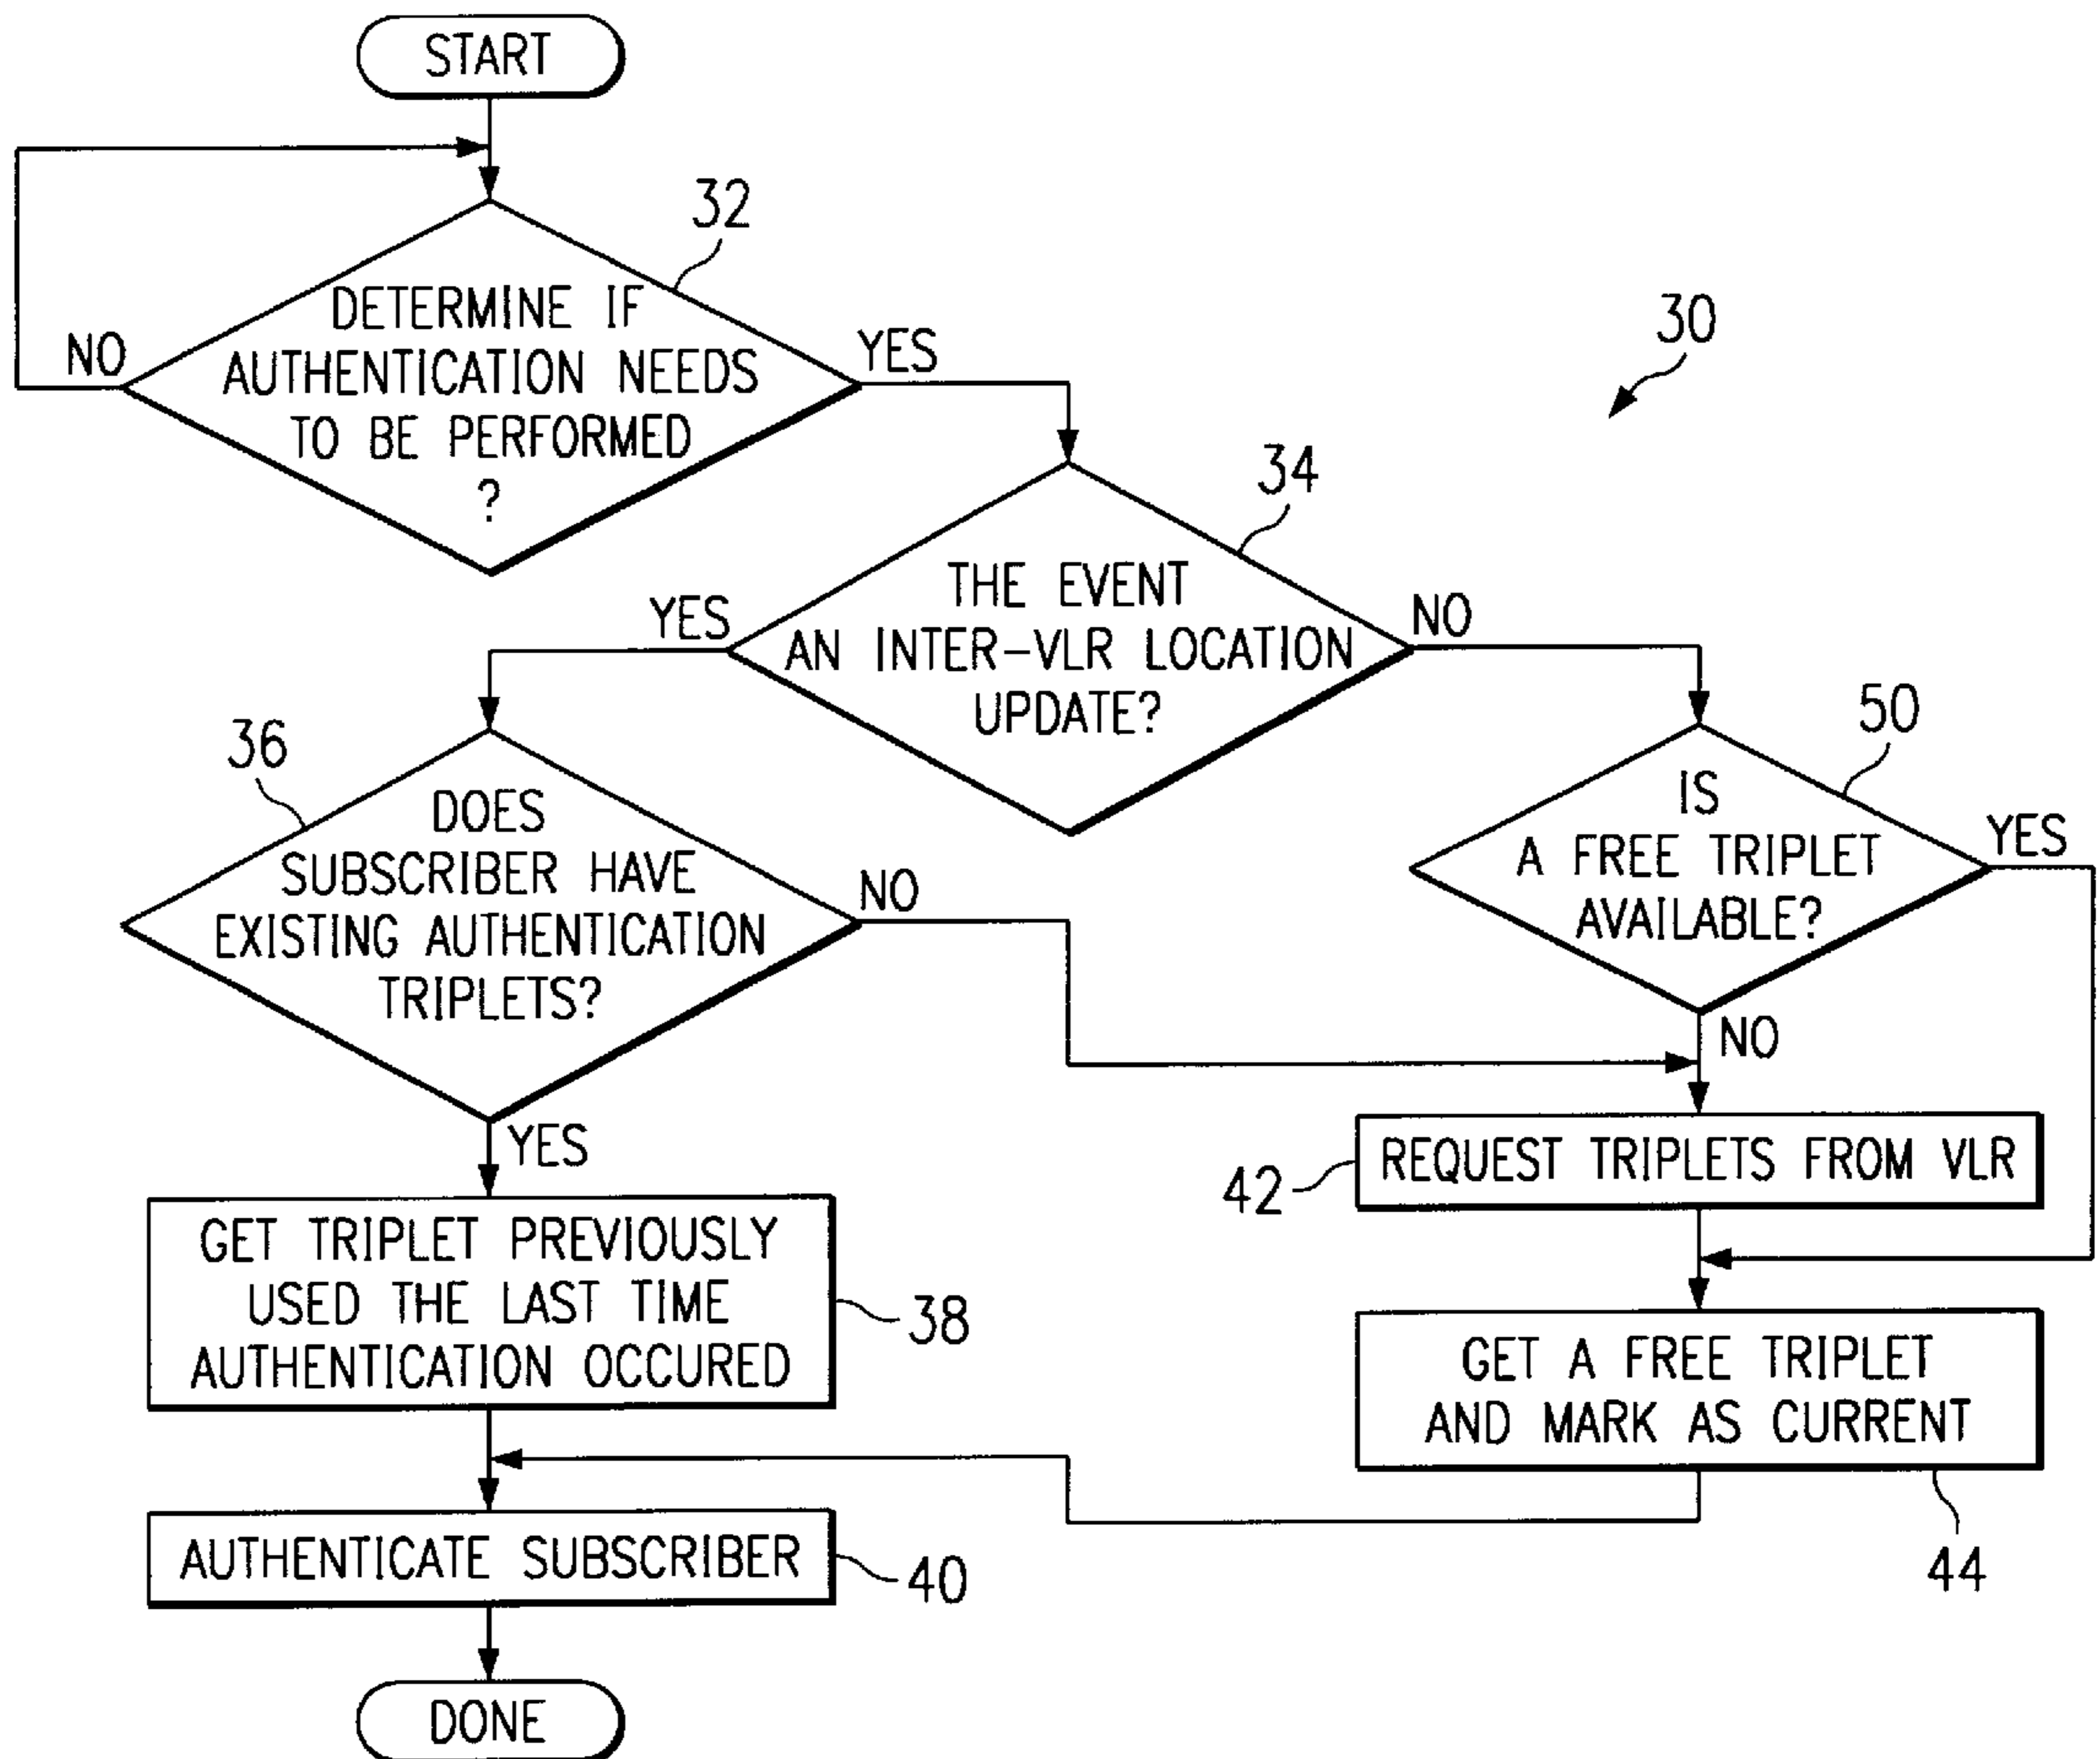 START
32
DETERMINE IF
AUTHENTICATION NEEDS
TO BE PERFORMED
?
NO
YES
30
34
THE EVENT
AN INTER-VLR LOCATION
UPDATE?
YES
NO
36
DOES
SUBSCRIBER HAVE
EXISTING AUTHENTICATION
TRIPLETS?
NO
YES
50
IS
A FREE TRIPLET
AVAILABLE?
YES
NO
42
REQUEST TRIPLETS FROM VLR
GET TRIPLET PREVIOUSLY
USED THE LAST TIME
AUTHENTICATION OCCURED
38
GET A FREE TRIPLET
AND MARK AS CURRENT
44
AUTHENTICATE SUBSCRIBER
40
DONE